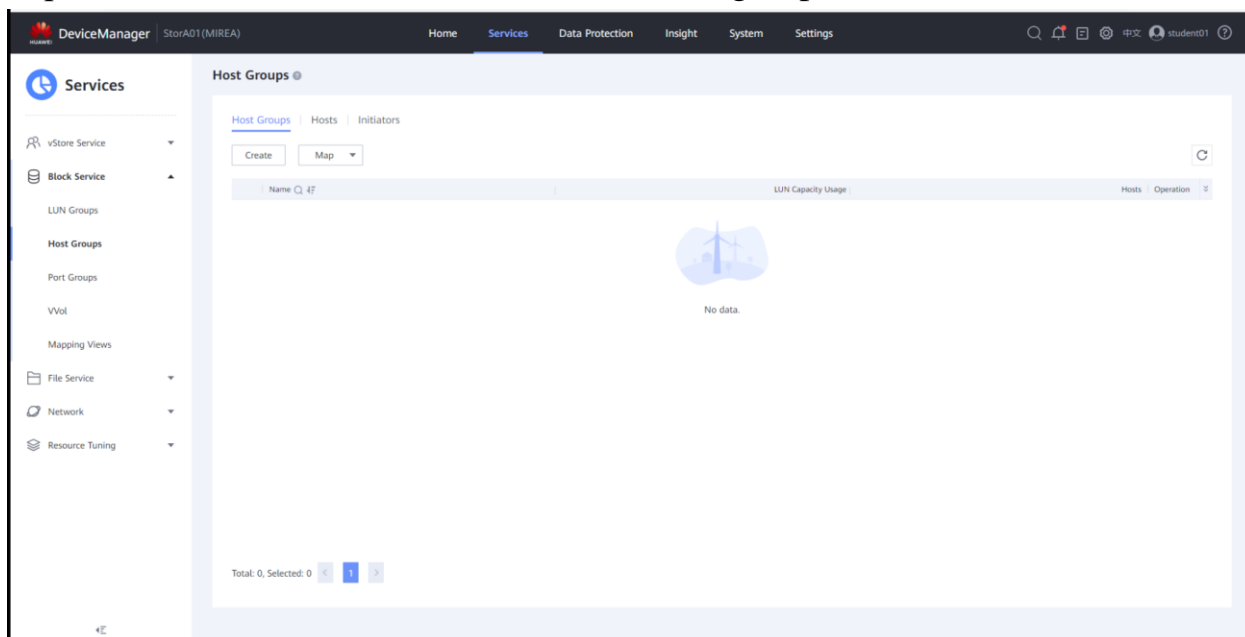 HUAWEI DeviceManager StorA01(MIREA) Home Services Data Protection Insight System Settings 中文 student01
Services
Host Groups
Host Groups Hosts Initiators
vStore Service
Create Map
Block Service
Name LUN Capacity Usage Hosts Operation
LUN Groups
Host Groups
Port Groups
No data.
VVol
Mapping Views
File Service
Network
Resource Tuning
Total: 0, Selected: 0 < 1 >